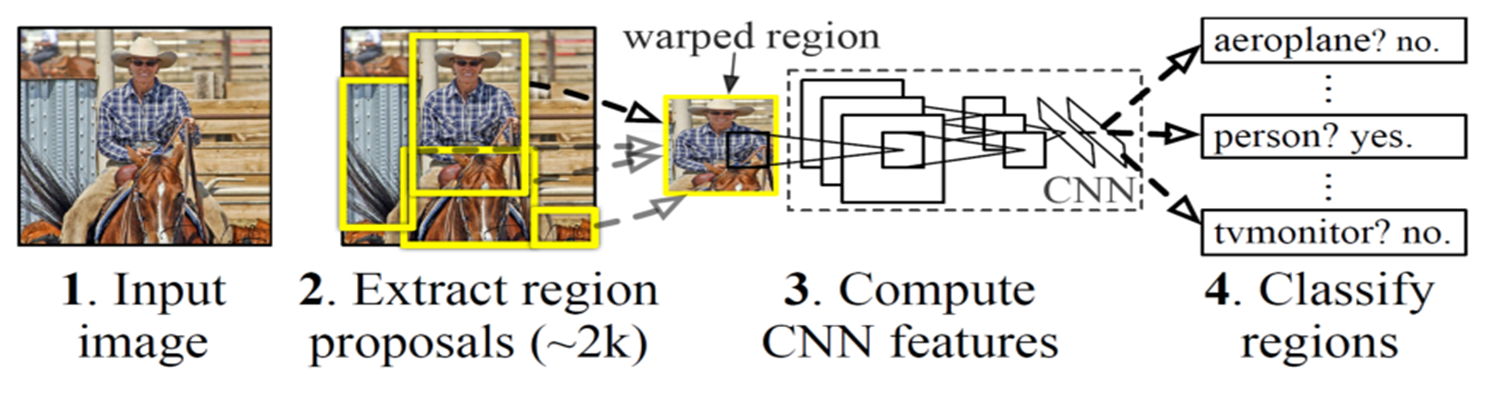 warped region
aeroplane? no.
person? yes.
CNN
tvmonitor? no.
1. Input
image
2. Extract region
proposals (~2k)
3. Compute
CNN features
4. Classify
regions